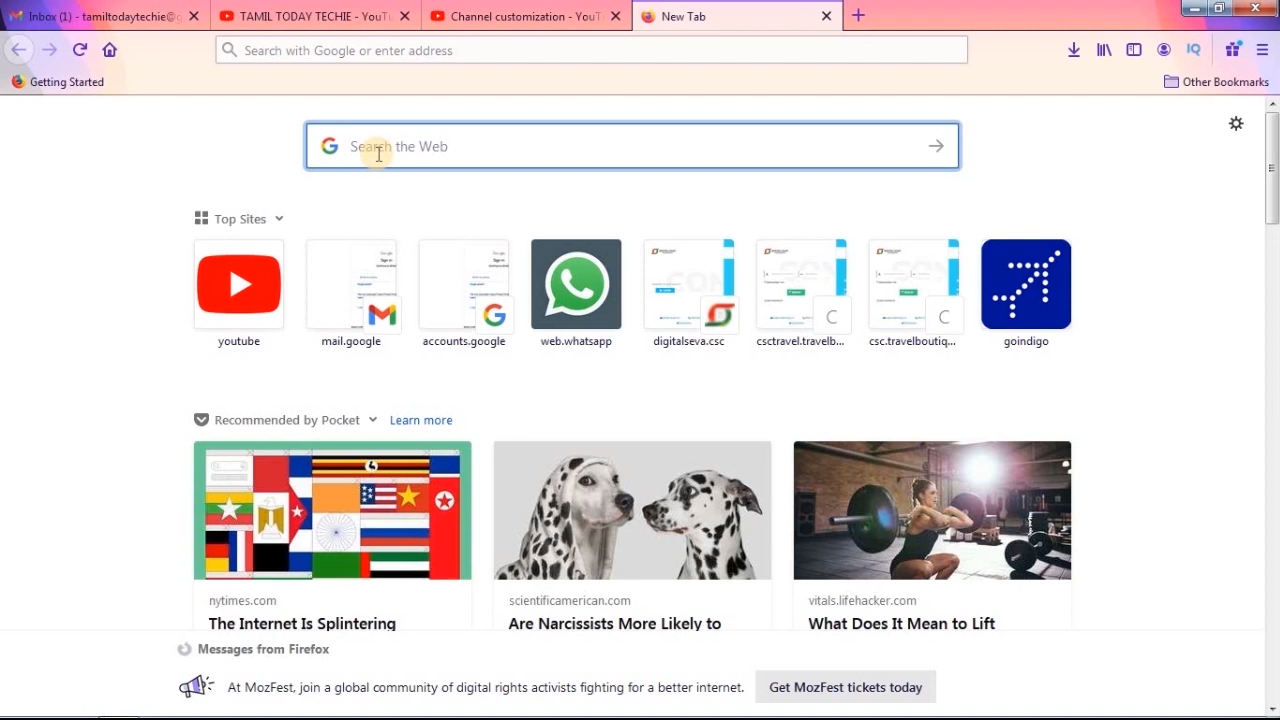 Inbox (1) - tamiltodaytechie@g
TAMIL TODAY TECHIE - YouTu
Channel customization - YouT
New Tab
Search with Google or enter address
IQ
Getting Started
Other Bookmarks
Search the Web
Top Sites
youtube
mail.google
accounts.google
web.whatsapp
digitalseva.csc
C
csctravel.travelb...
C
csc.travelboutiq...
goindigo
Recommended by Pocket
Learn more
nytimes.com
The Internet Is Splintering
scientificamerican.com
Are Narcissists More Likely to
vitals.lifehacker.com
What Does It Mean to Lift
Messages from Firefox
At MozFest, join a global community of digital rights activists fighting for a better internet.
Get MozFest tickets today